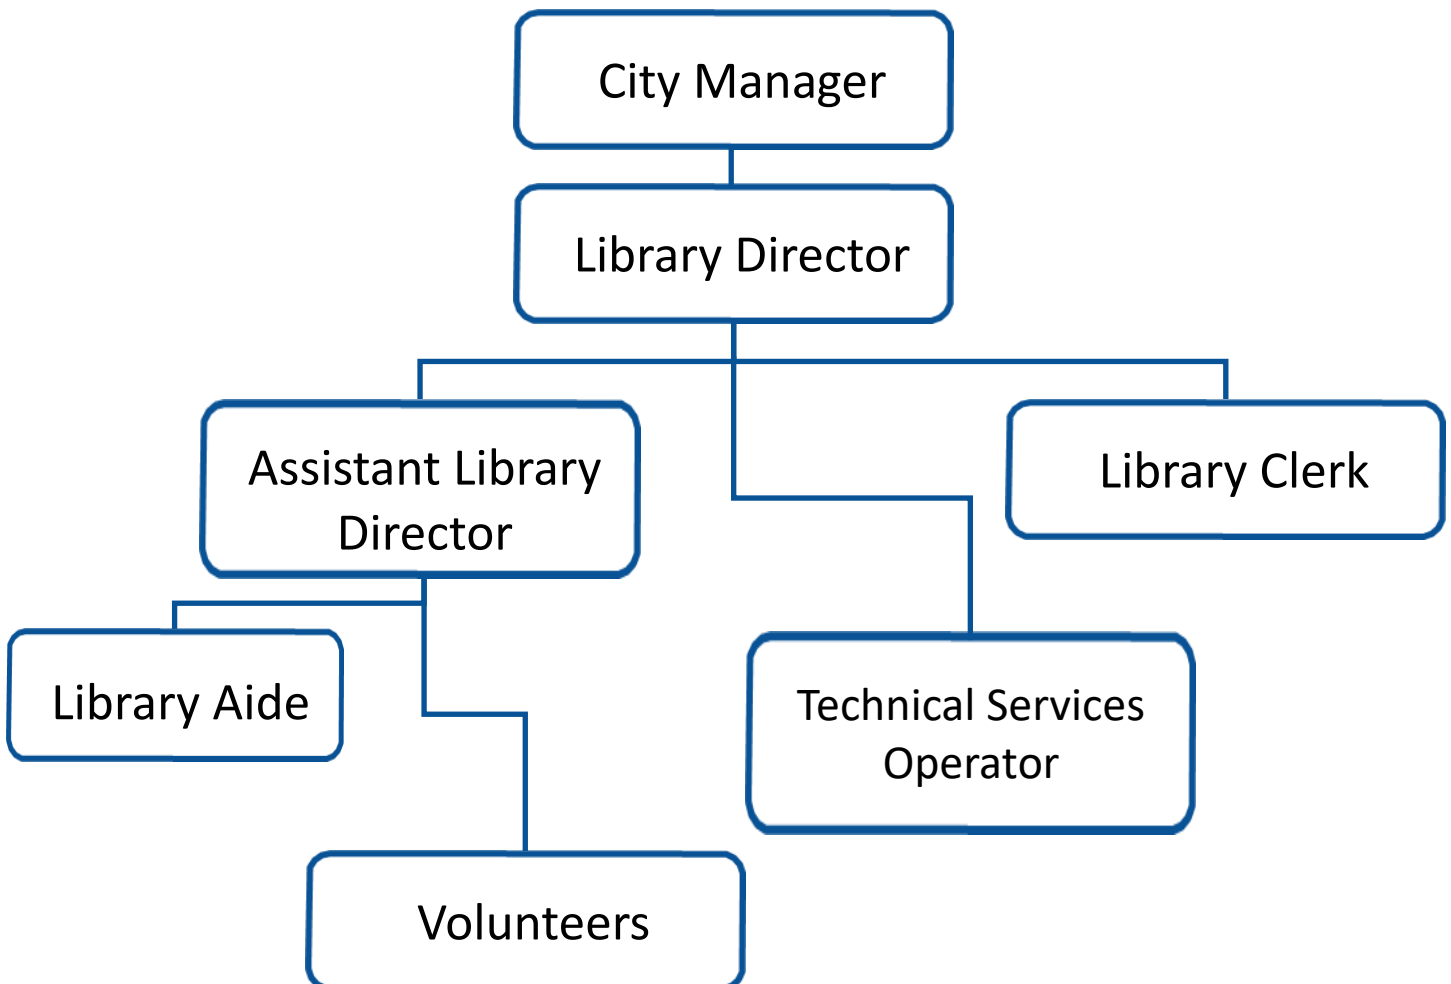 City Manager
Library Director
Assistant Library
Director
Library Clerk
Library Aide
Technical Services
Operator
Volunteers